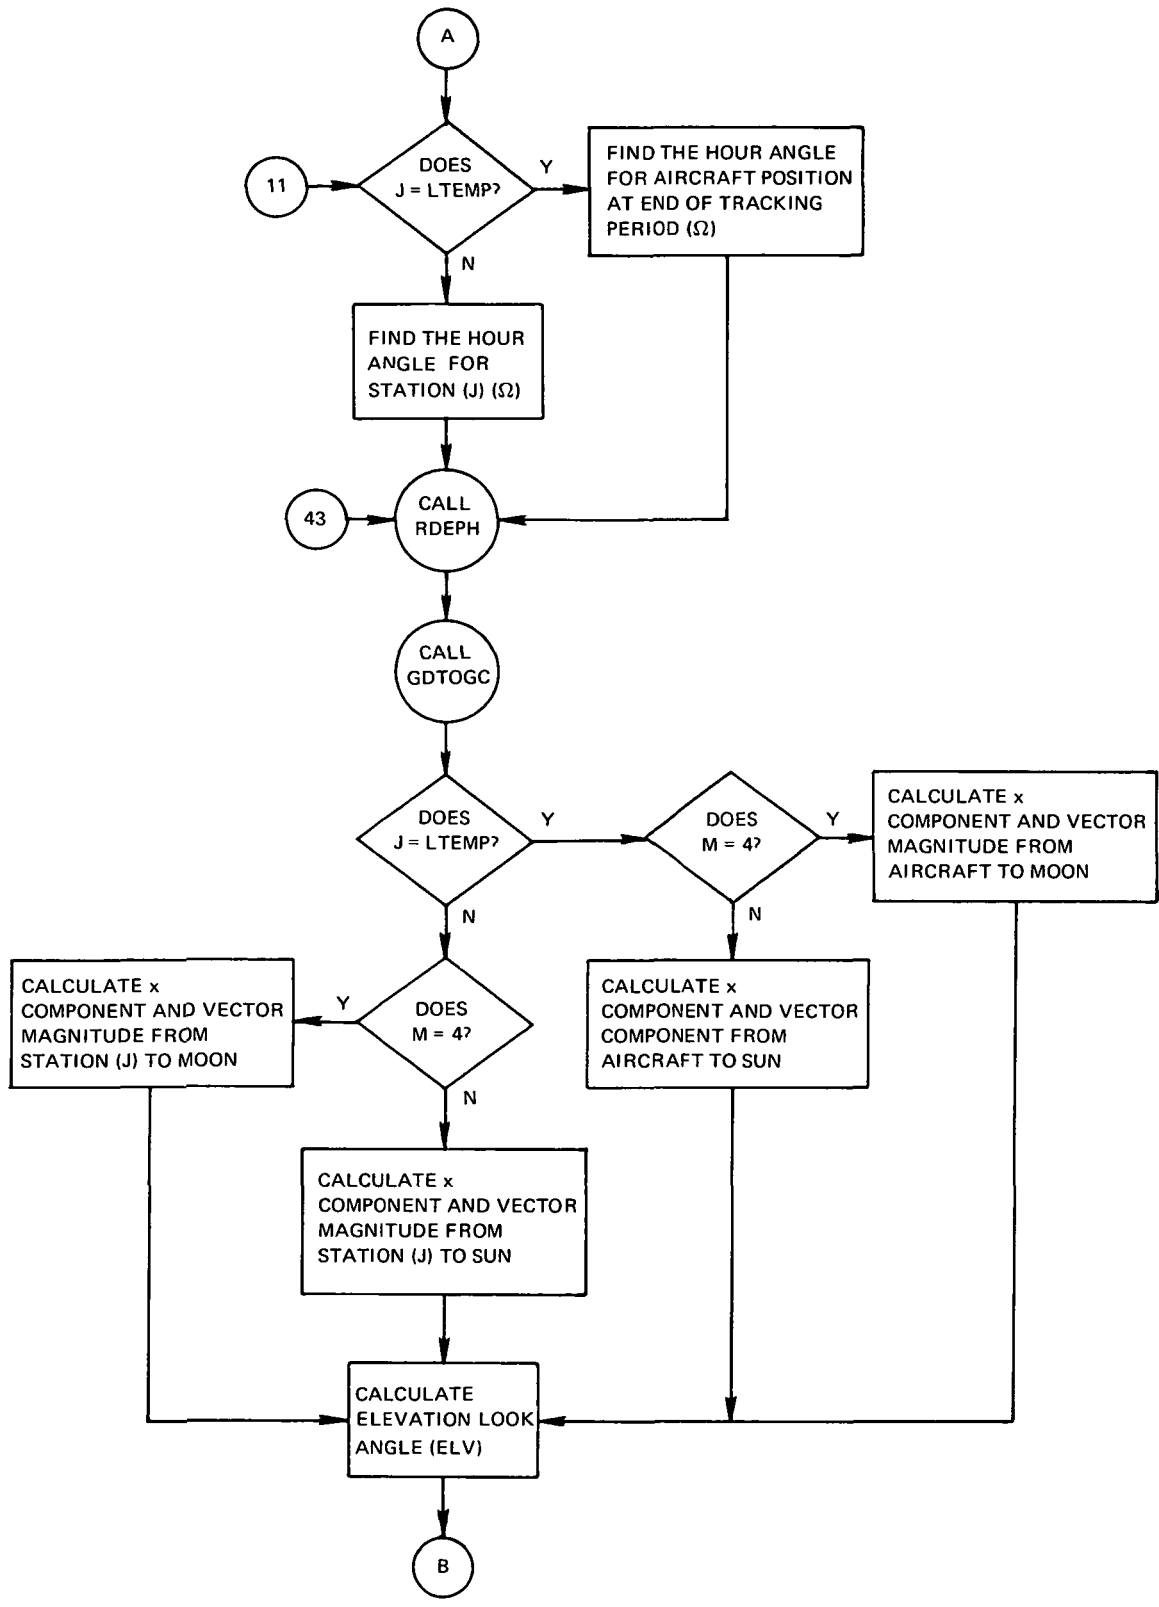 A
11
DOES
J = LTEMP?
Y
FIND THE HOUR ANGLE
FOR AIRCRAFT POSITION
AT END OF TRACKING
PERIOD (Ω)
N
FIND THE HOUR
ANGLE FOR
STATION (J) (Ω)
43
CALL
RDEPH
CALL
GDTOGC
DOES
J = LTEMP?
Y
DOES
M = 4?
Y
CALCULATE x
COMPONENT AND VECTOR
MAGNITUDE FROM
AIRCRAFT TO MOON
N
N
CALCULATE x
COMPONENT AND VECTOR
MAGNITUDE FROM
STATION (J) TO MOON
Y
DOES
M = 4?
CALCULATE x
COMPONENT AND VECTOR
COMPONENT FROM
AIRCRAFT TO SUN
N
CALCULATE x
COMPONENT AND VECTOR
MAGNITUDE FROM
STATION (J) TO SUN
CALCULATE
ELEVATION LOOK
ANGLE (ELV)
B